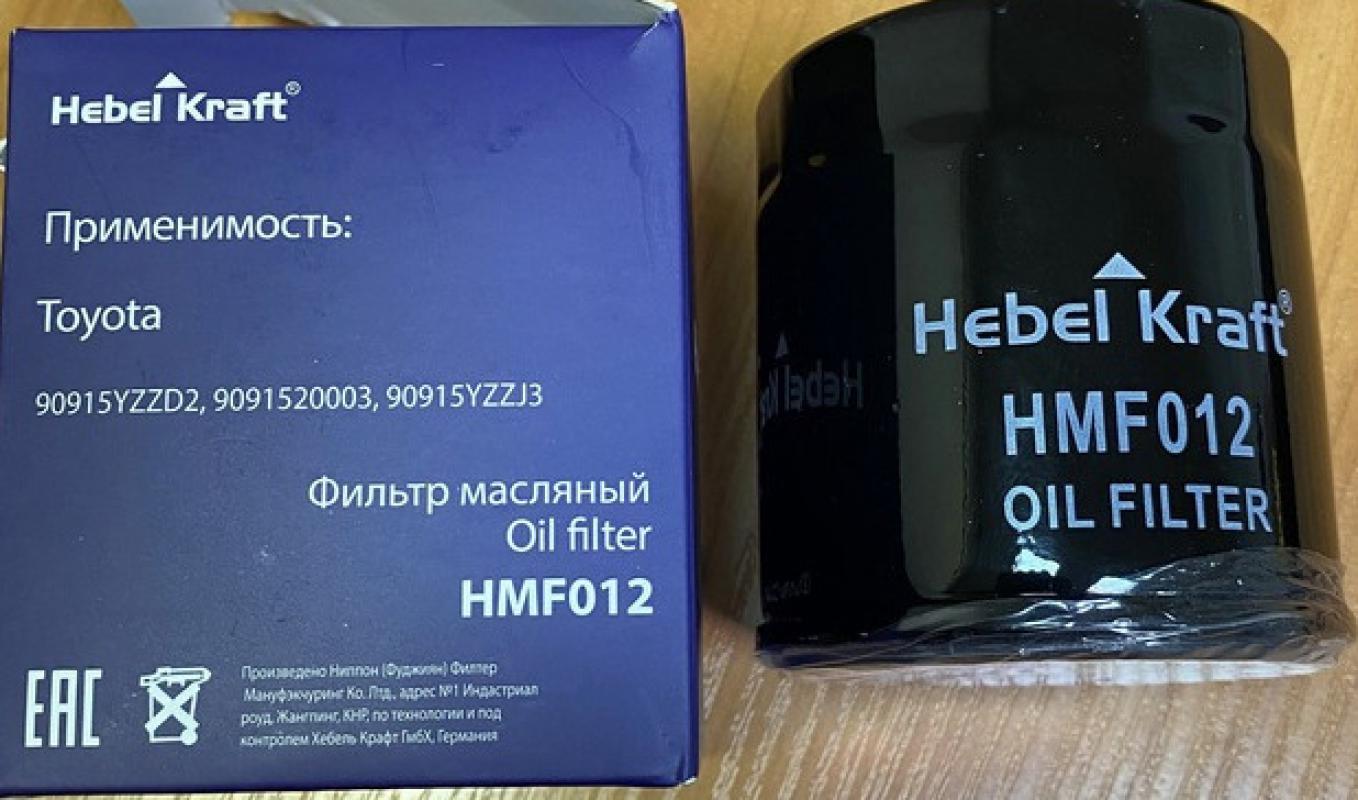 Hebel Kraft®
Применимость:
Toyota
90915YZZD2, 9091520003, 90915YZZJ3
Фильтр масляный
Oil filter
HMF012
EAC
Произведено Ниппон (Фуджиян) Филтер
Мануфэкчуринг Ко. Лтд., адрес №1 Индастриал
роуд, Жангпинг, КНР, по технологии и под
контролем Хебель Крафт ГмбХ, Германия
Hebel Kraft®
HMF012
OIL FILTER